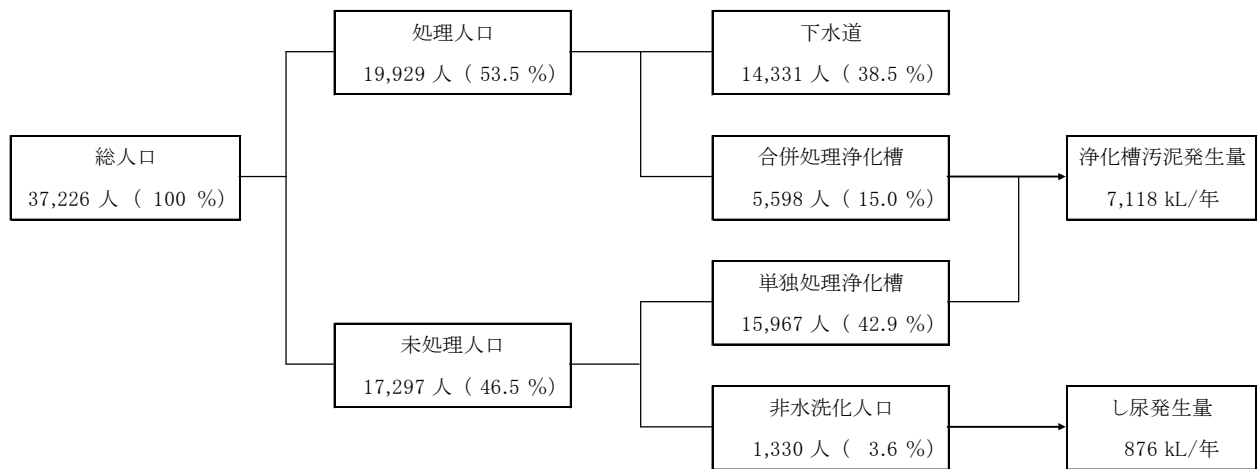 処理人口
19,929 人 ( 53.5 %)
下水道
14,331 人 ( 38.5 %)
総人口
37,226 人 ( 100 %)
合併処理浄化槽
5,598 人 ( 15.0 %)
浄化槽汚泥発生量
7,118 kL/年
単独処理浄化槽
15,967 人 ( 42.9 %)
未処理人口
17,297 人 ( 46.5 %)
非水洗化人口
1,330 人 ( 3.6 %)
し尿発生量
876 kL/年